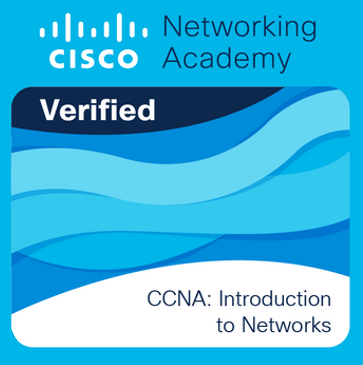 CISCO
Networking
Academy
Verified
CCNA: Introduction
to Networks